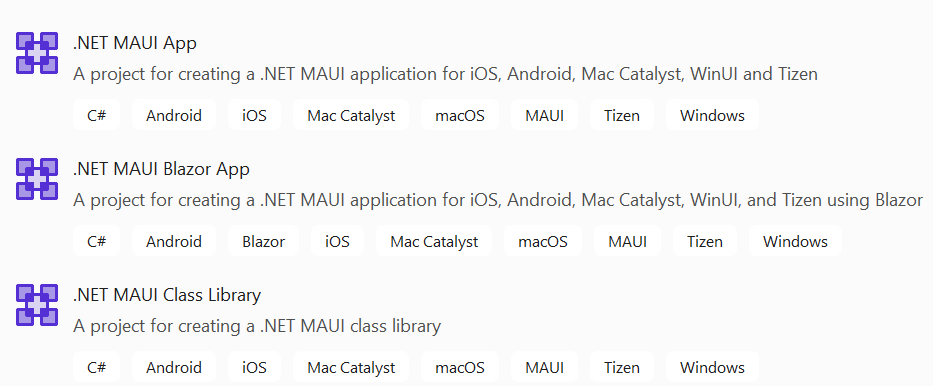 .NET MAUI App
A project for creating a .NET MAUI application for iOS, Android, Mac Catalyst, WinUI and Tizen
C# Android iOS Mac Catalyst macOS MAUI Tizen Windows
.NET MAUI Blazor App
A project for creating a .NET MAUI application for iOS, Android, Mac Catalyst, WinUI, and Tizen using Blazor
C# Android Blazor iOS Mac Catalyst macOS MAUI Tizen Windows
.NET MAUI Class Library
A project for creating a .NET MAUI class library
C# Android iOS Mac Catalyst macOS MAUI Tizen Windows